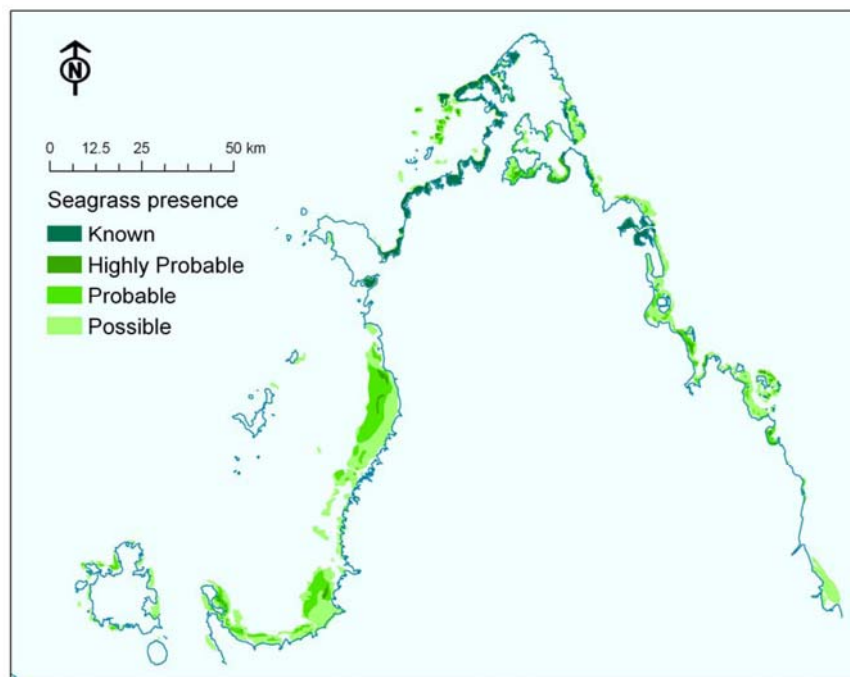 N
0 12.5 25 50 km
Seagrass presence
Known
Highly Probable
Probable
Possible